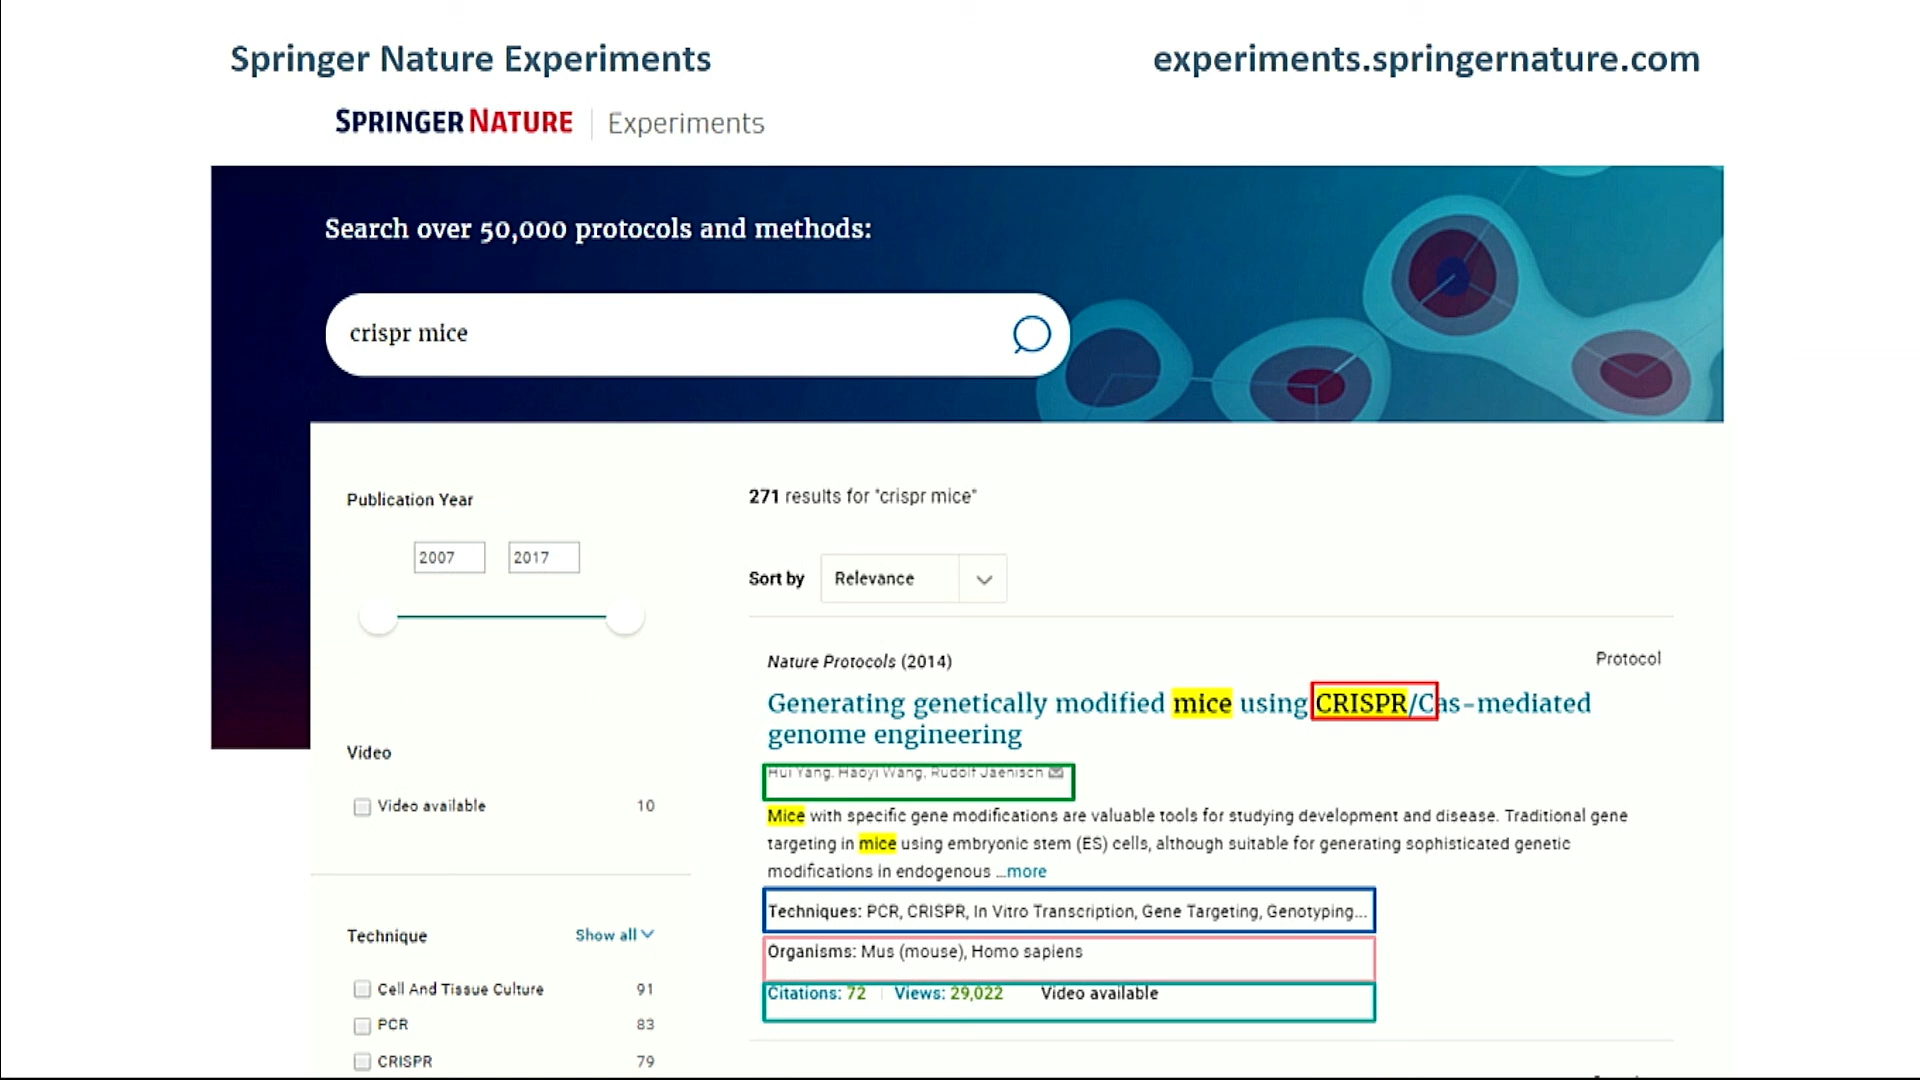 Springer Nature Experiments
experiments.springernature.com
SPRINGER NATURE Experiments
Search over 50,000 protocols and methods:
crispr mice
Publication Year
2007 2017
Video
Video available 10
Technique Show all
Cell And Tissue Culture 91
PCR 83
CRISPR 79
271 results for "crispr mice"
Sort by Relevance
Nature Protocols (2014)
Protocol
Generating genetically modified mice using CRISPR/Cas-mediated
genome engineering
Hui Yang, Haoyi Wang, Rudolf Jaenisch
Mice with specific gene modifications are valuable tools for studying development and disease. Traditional gene
targeting in mice using embryonic stem (ES) cells, although suitable for generating sophisticated genetic
modifications in endogenous ...more
Techniques: PCR, CRISPR, In Vitro Transcription, Gene Targeting, Genotyping...
Organisms: Mus (mouse), Homo sapiens
Citations: 72 Views: 29,022 Video available